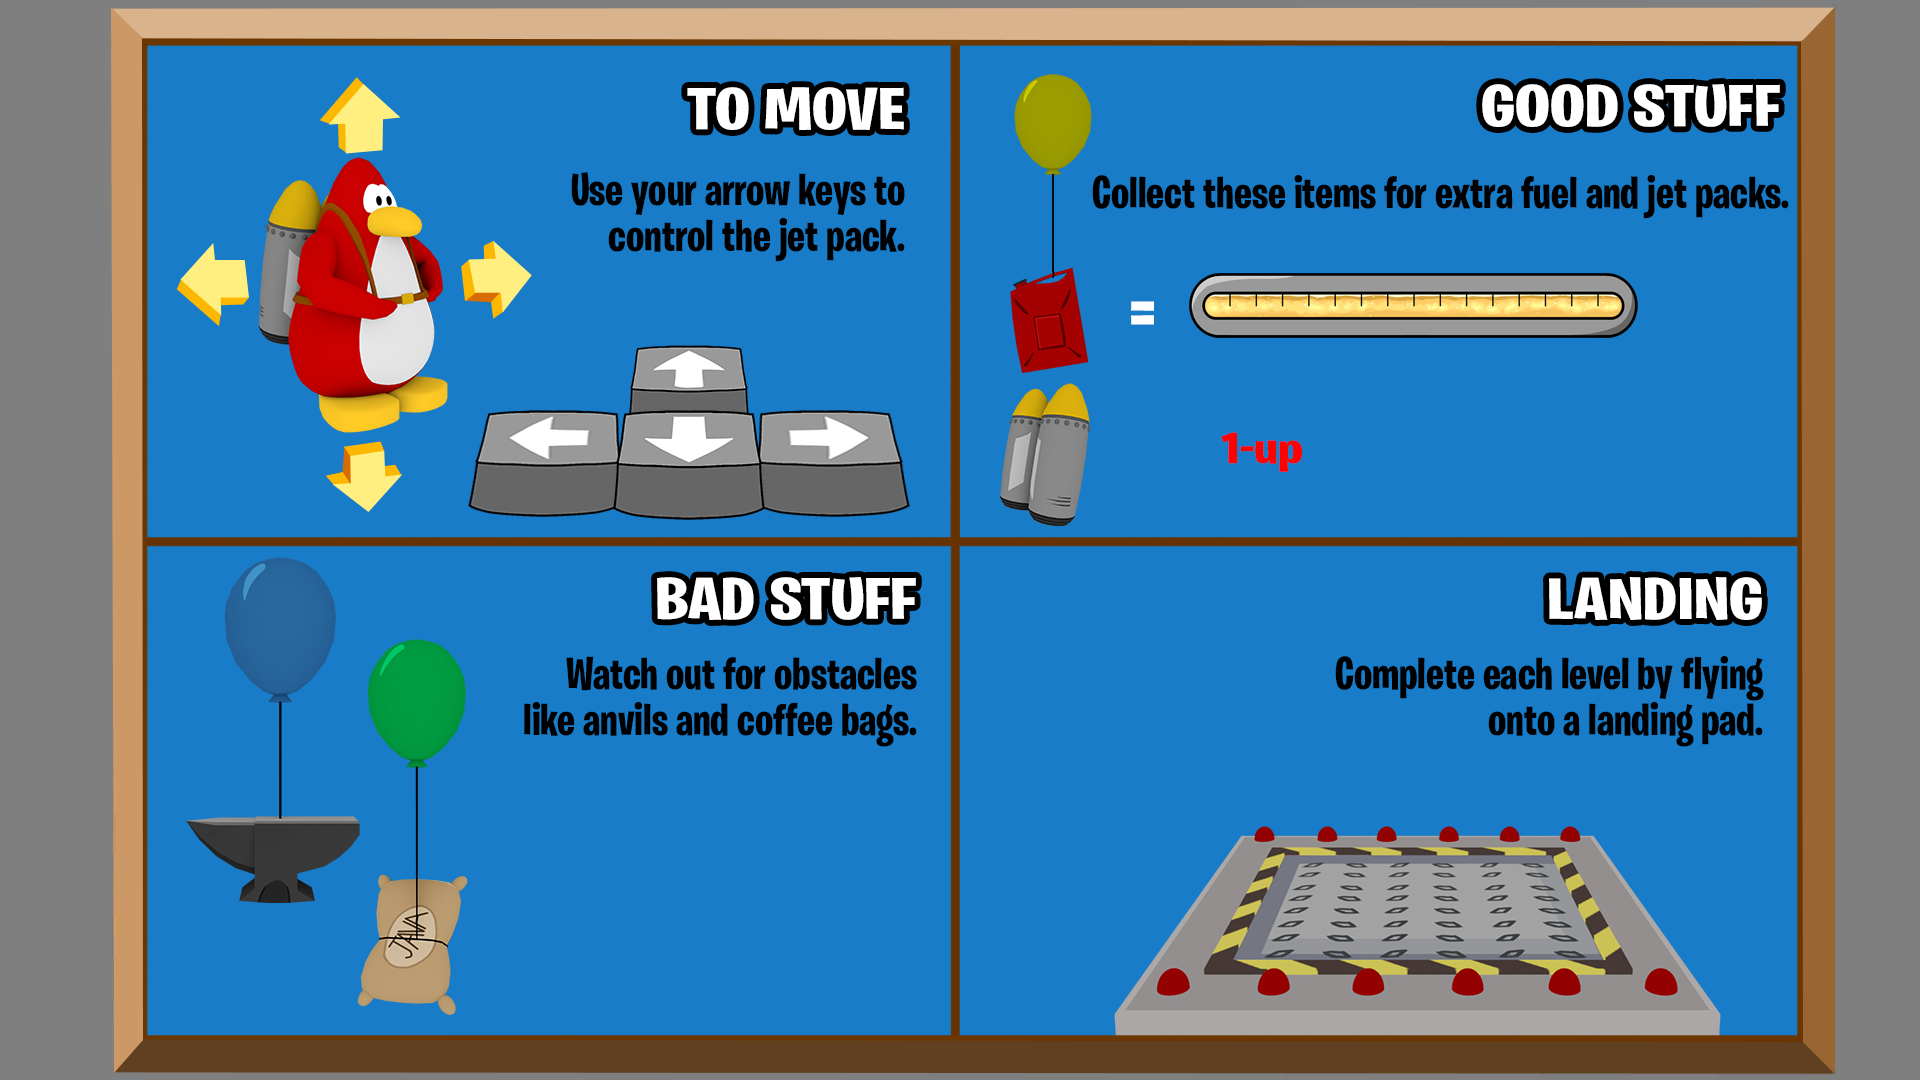 TO MOVE
Use your arrow keys to
control the jet pack.
GOOD STUFF
Collect these items for extra fuel and jet packs.
=
1-up
BAD STUFF
Watch out for obstacles
like anvils and coffee bags.
JAVA
LANDING
Complete each level by flying
onto a landing pad.